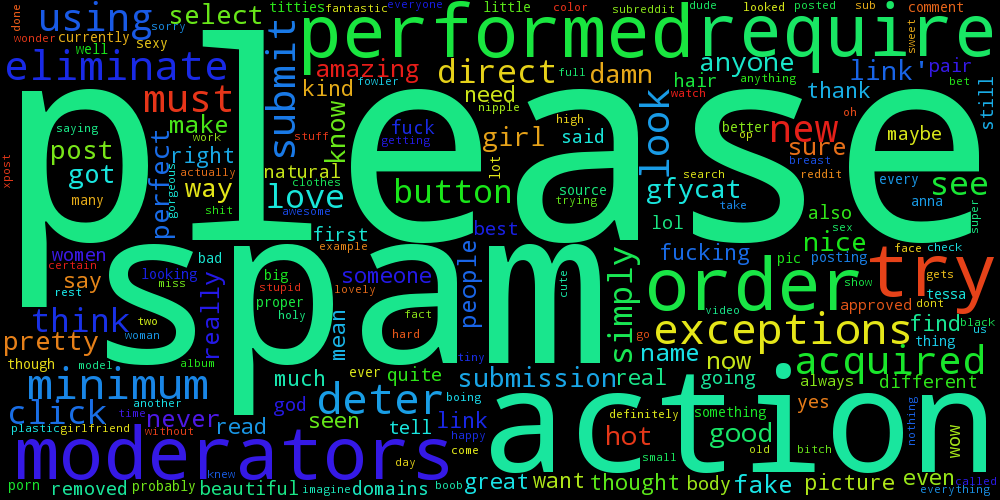 done
using
sorry
select
titties
fantastic
everyone
little
color
subreddit
dude
looked
posted
sub
comment
wonder
currently
well
sexy
submit
performed
require
sweet
eliminate
amazing
direct
full
damn
anyone
anything
link'
pair
bet
must
kind
fowler
need
nipple
hair
watch
thank
still
please
saying
post
got
many
make
work
right
actually
perfect
gorgeous
way
shit
stuff
know
natural
clothes
love
awesome
fuck
getting
button
lot
girl
high
said
source
trying
look
gfycat
lol
better
op
new
oh
sure
search
breast
reddit
take
maybe
every
anna
see
super
also
sex
xpost
women
certain
say
rest
looking
miss
bad
really
spam
first
example
big
stupid
proper
holy
someone
lovely
fact
hard
mean
best
people
tiny
cute
simply
fucking
pic
posting
nice
order
show
try
face
check
gets
tessa
approved
dont
video
go
exceptions
find
black
us
thing
think
two
woman
pretty
though
model
album
ever
quite
name
now
acquired
minimum
another
much
god
deter
submission
boing
real
going
always
different
click
time
never
without
read
seen
tell
link
happy
action
definitely
something
hot
good
yes
nothing
wow
plastic
girlfriend
moderators
day
come
small
old
bitch
porn
removed
probably
knew
beautiful
imagine
domains
boob
great
want
thought
body
fake
picture
even
called
everything